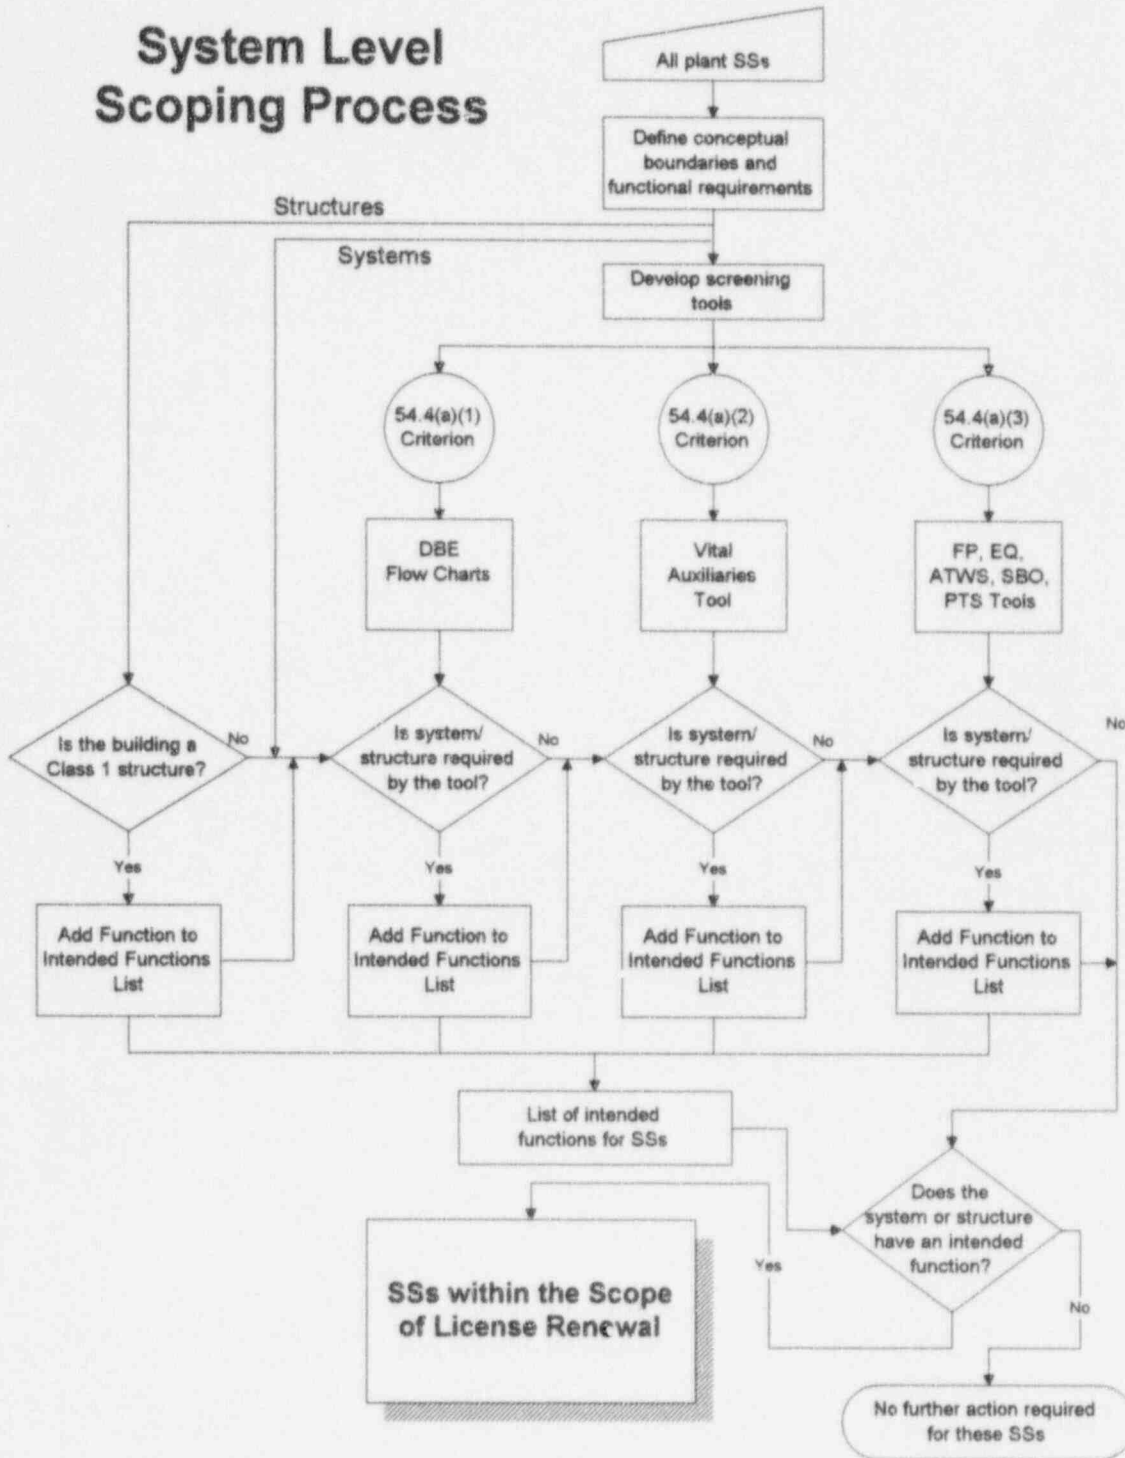 System Level
Scoping Process
All plant SSs
Define conceptual
boundaries and
functional requirements
Structures
Systems
Develop screening
tools
54.4(a)(1)
Criterion
54.4(a)(2)
Criterion
54.4(a)(3)
Criterion
DBE
Flow Charts
Vital
Auxiliaries
Tool
FP, EQ,
ATWS, SBO,
PTS Tools
Is the building a
Class 1 structure?
No
Is system/
structure required
by the tool?
No
Is system/
structure required
by the tool?
No
Is system/
structure required
by the tool?
No
Yes
Yes
Yes
Yes
Add Function to
Intended Functions
List
Add Function to
Intended Functions
List
Add Function to
Intended Functions
List
Add Function to
Intended Functions
List
List of intended
functions for SSs
Does the
system or structure
have an intended
function?
Yes
No
SSs within the Scope
of License Renewal
No further action required
for these SSs